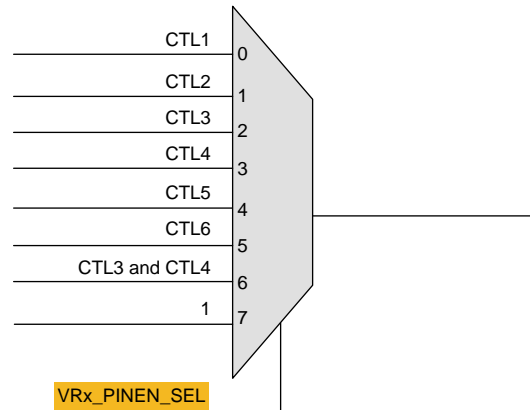 CTL1
0
CTL2
1
CTL3
2
CTL4
3
CTL5
4
CTL6
5
CTL3 and CTL4
6
1
7
VRx_PINEN_SEL